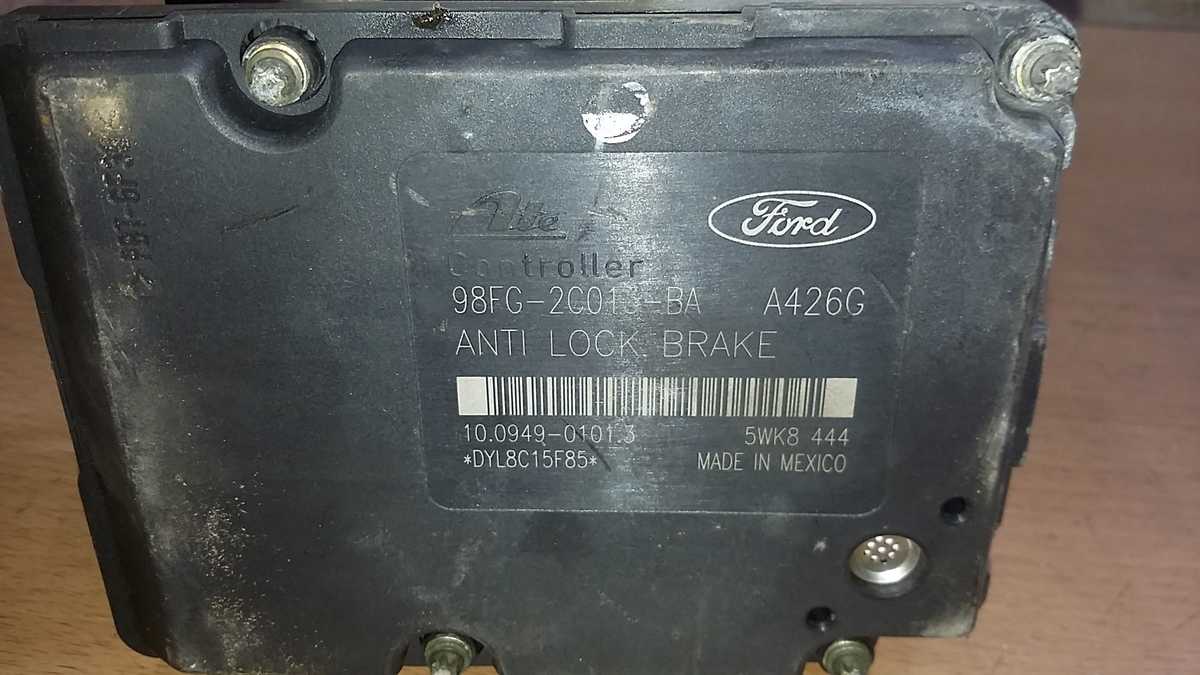 Ate
Ford
Controller
98FG-2C013-BA A426G
ANTI LOCK BRAKE
10.0949-0101.3 5WK8 444
*DYL8C15F85* MADE IN MEXICO